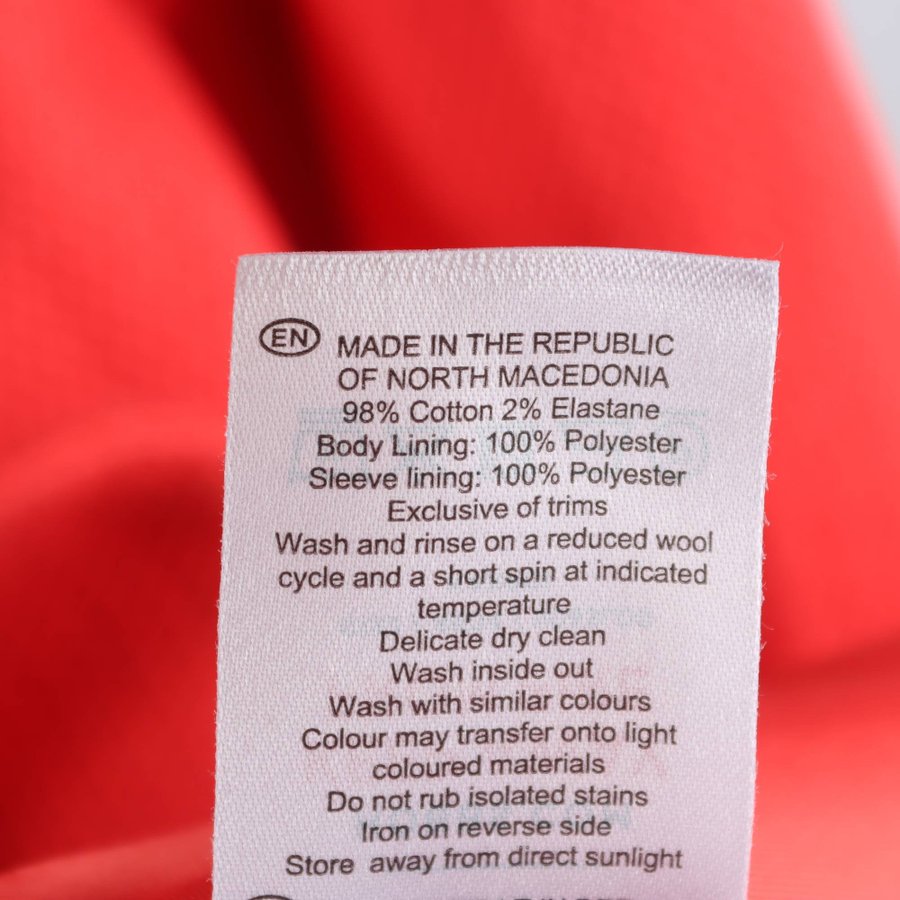 EN MADE IN THE REPUBLIC
OF NORTH MACEDONIA
98% Cotton 2% Elastane
Body Lining: 100% Polyester
Sleeve lining: 100% Polyester
Exclusive of trims
Wash and rinse on a reduced wool
cycle and a short spin at indicated
temperature
Delicate dry clean
Wash inside out
Wash with similar colours
Colour may transfer onto light
coloured materials
Do not rub isolated stains
Iron on reverse side
Store away from direct sunlight